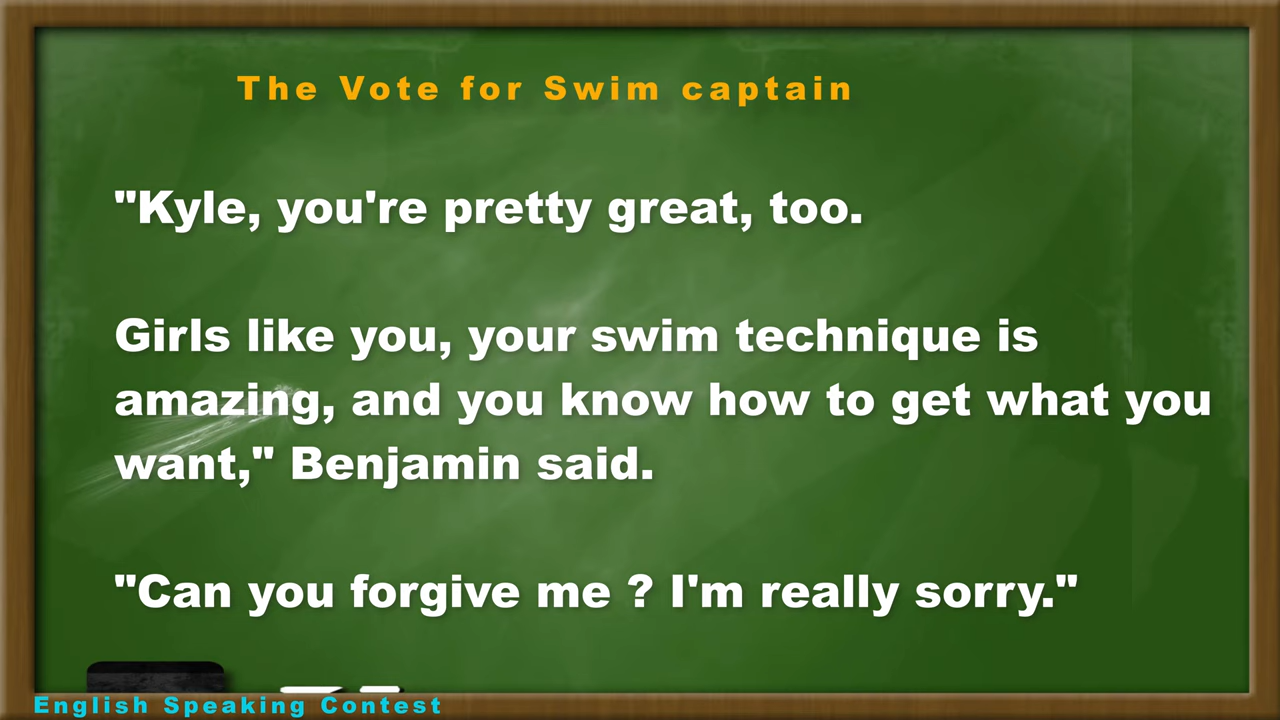 The Vote for Swim captain
"Kyle, you're pretty great, too.
Girls like you, your swim technique is
amazing, and you know how to get what you
want," Benjamin said.
"Can you forgive me ? I'm really sorry."
English Speaking Contest